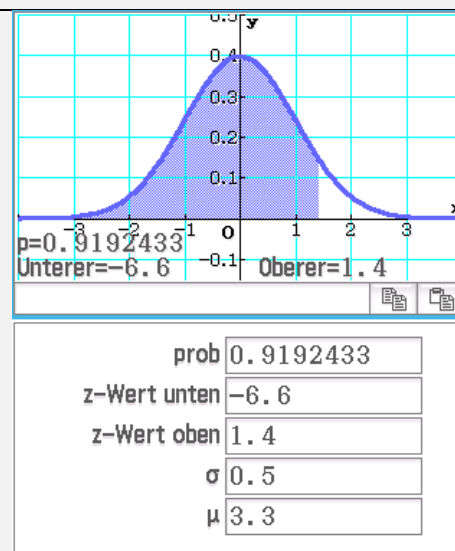 0.5 y
0.4
0.3
0.2
0.1
-3 -2 -1 O 1 2 3 x
p=0.9192433
Unterer=-6.6 -0.1 Oberer=1.4
prob 0.9192433
z-Wert unten -6.6
z-Wert oben 1.4
σ 0.5
μ 3.3